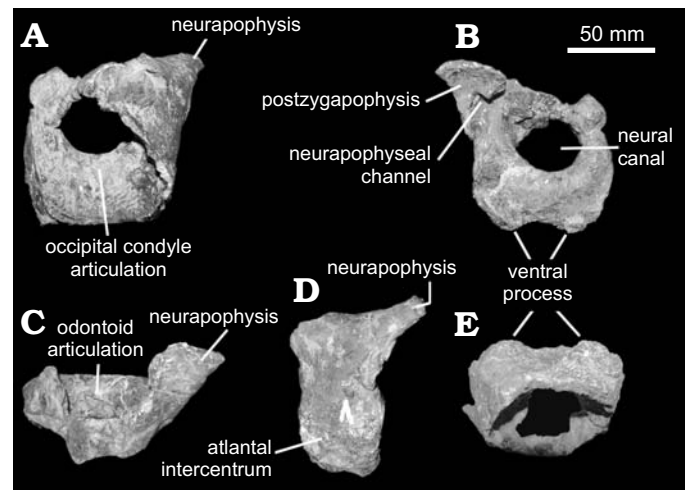 A
neurapophysis
occipital condyle
articulation
B
50 mm
postzygapophysis
neurapophyseal
channel
neural
canal
ventral
process
C
odontoid
articulation
neurapophysis
D
neurapophysis
atlantal
intercentrum
E